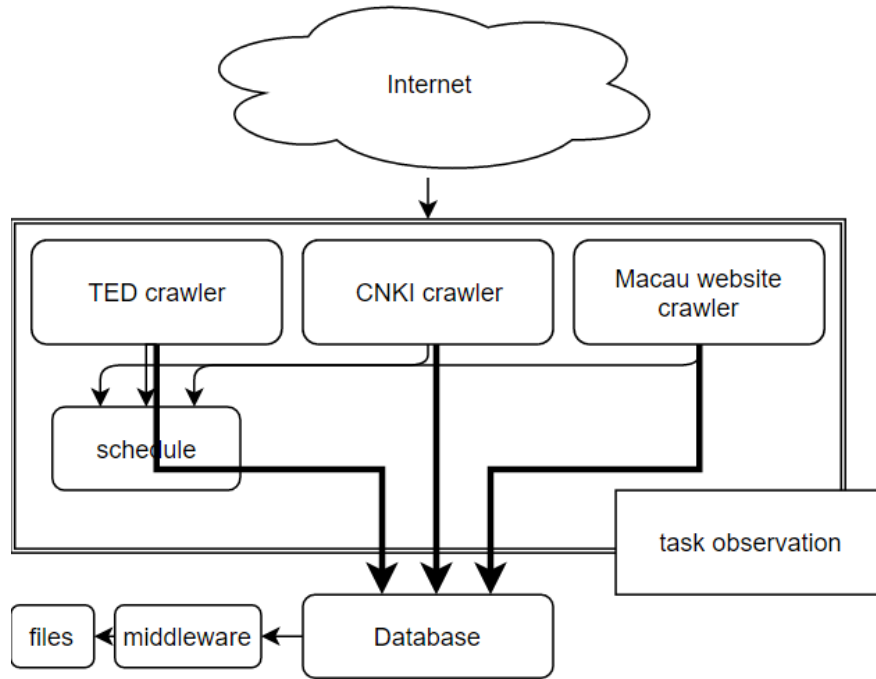 Internet
TED crawler
CNKI crawler
Macau website
crawler
schedule
task observation
files
middleware
Database